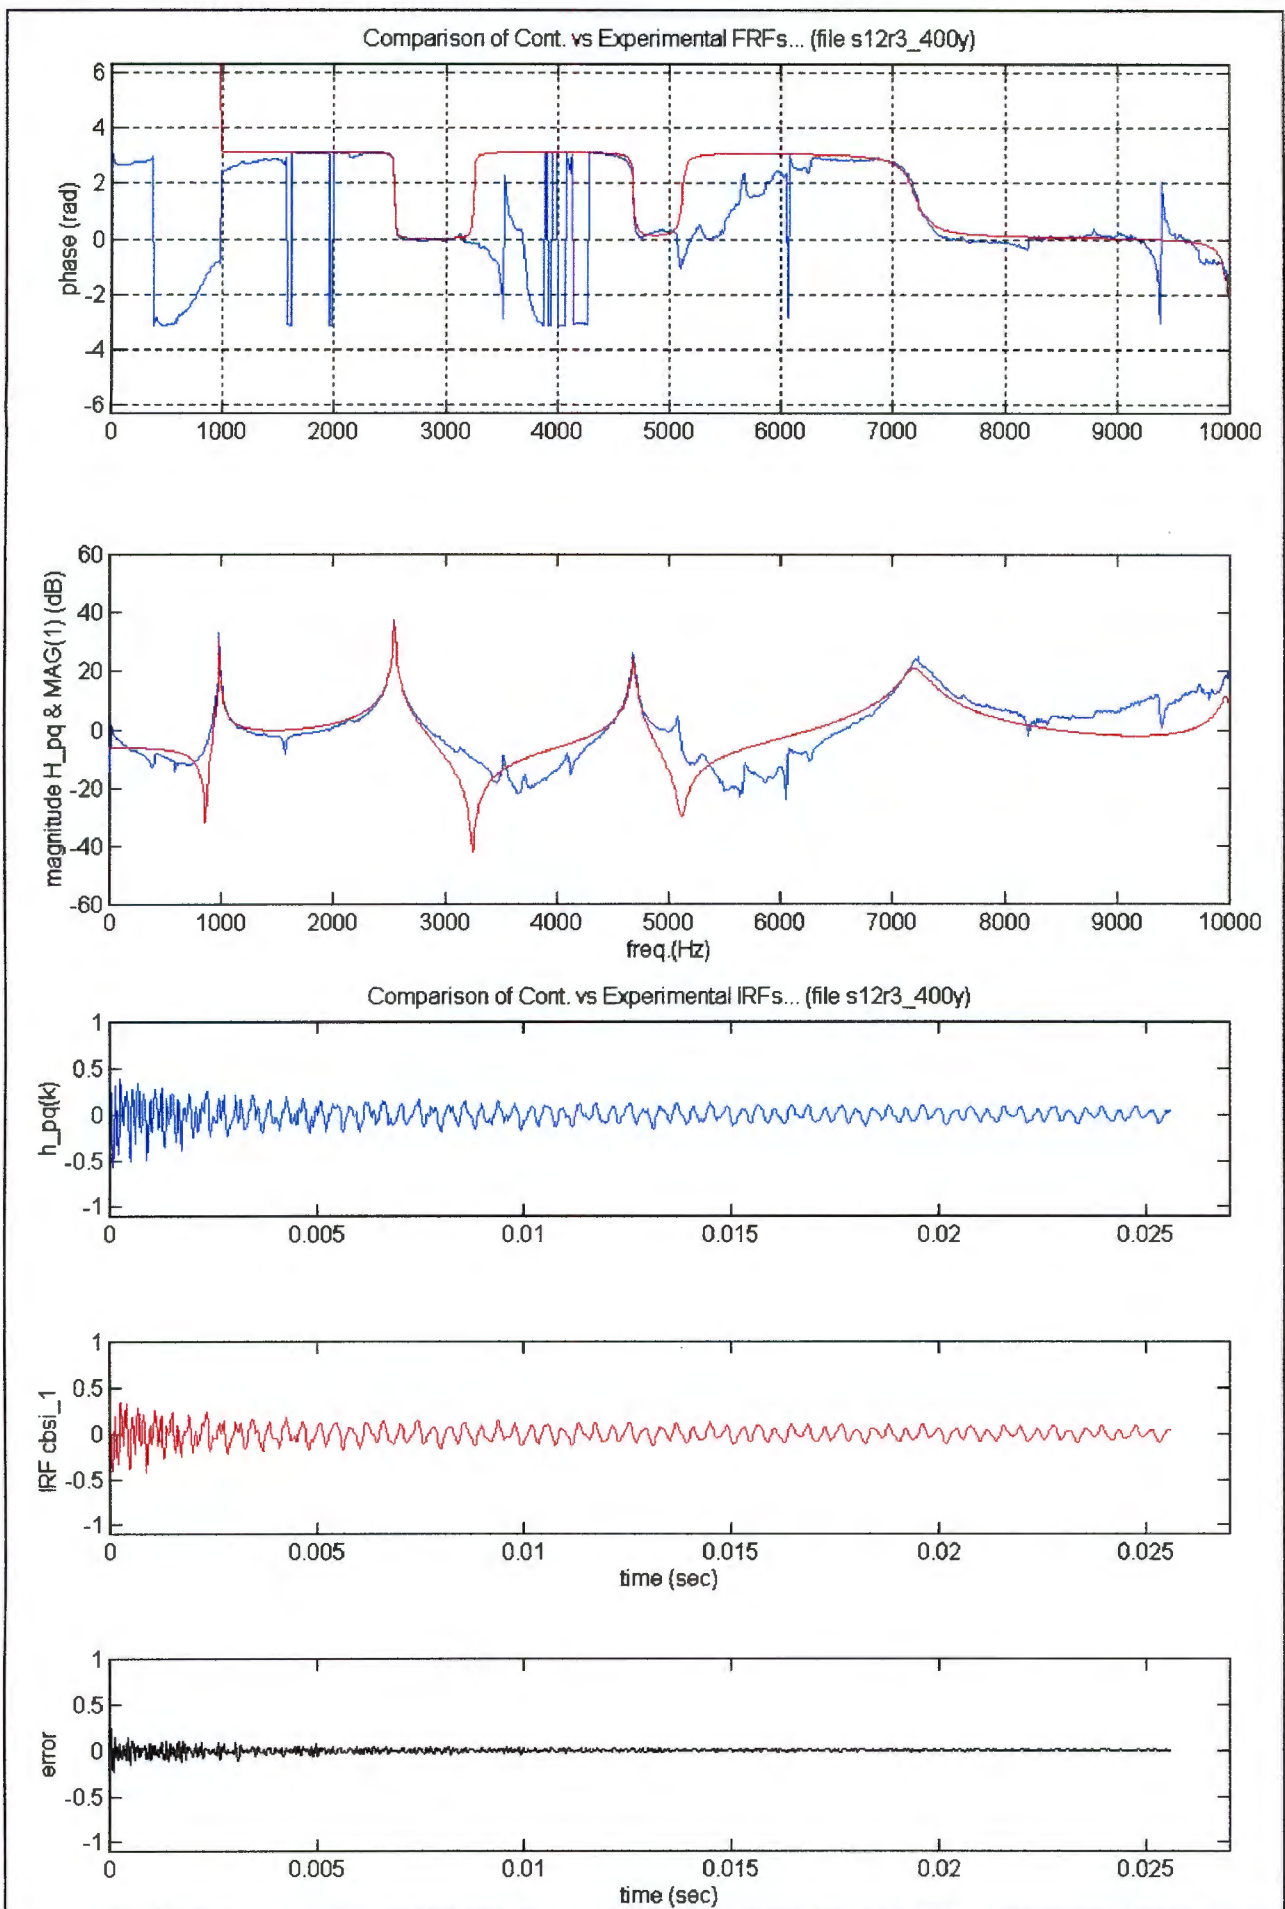 Comparison of Cont. vs Experimental FRFs... (file s12r3_400y)
phase (rad)
6
4
2
0
-2
-4
-6
0 1000 2000 3000 4000 5000 6000 7000 8000 9000 10000
magnitude H_pq & MAG(1) (dB)
60
40
20
0
-20
-40
-60
0 1000 2000 3000 4000 5000 6000 7000 8000 9000 10000
freq.(Hz)
Comparison of Cont. vs Experimental IRFs... (file s12r3_400y)
h_pq(k)
1
0.5
0
-0.5
-1
0 0.005 0.01 0.015 0.02 0.025
IRF cbsi_1
1
0.5
0
-0.5
-1
0 0.005 0.01 0.015 0.02 0.025
time (sec)
error
1
0.5
0
-0.5
-1
0 0.005 0.01 0.015 0.02 0.025
time (sec)